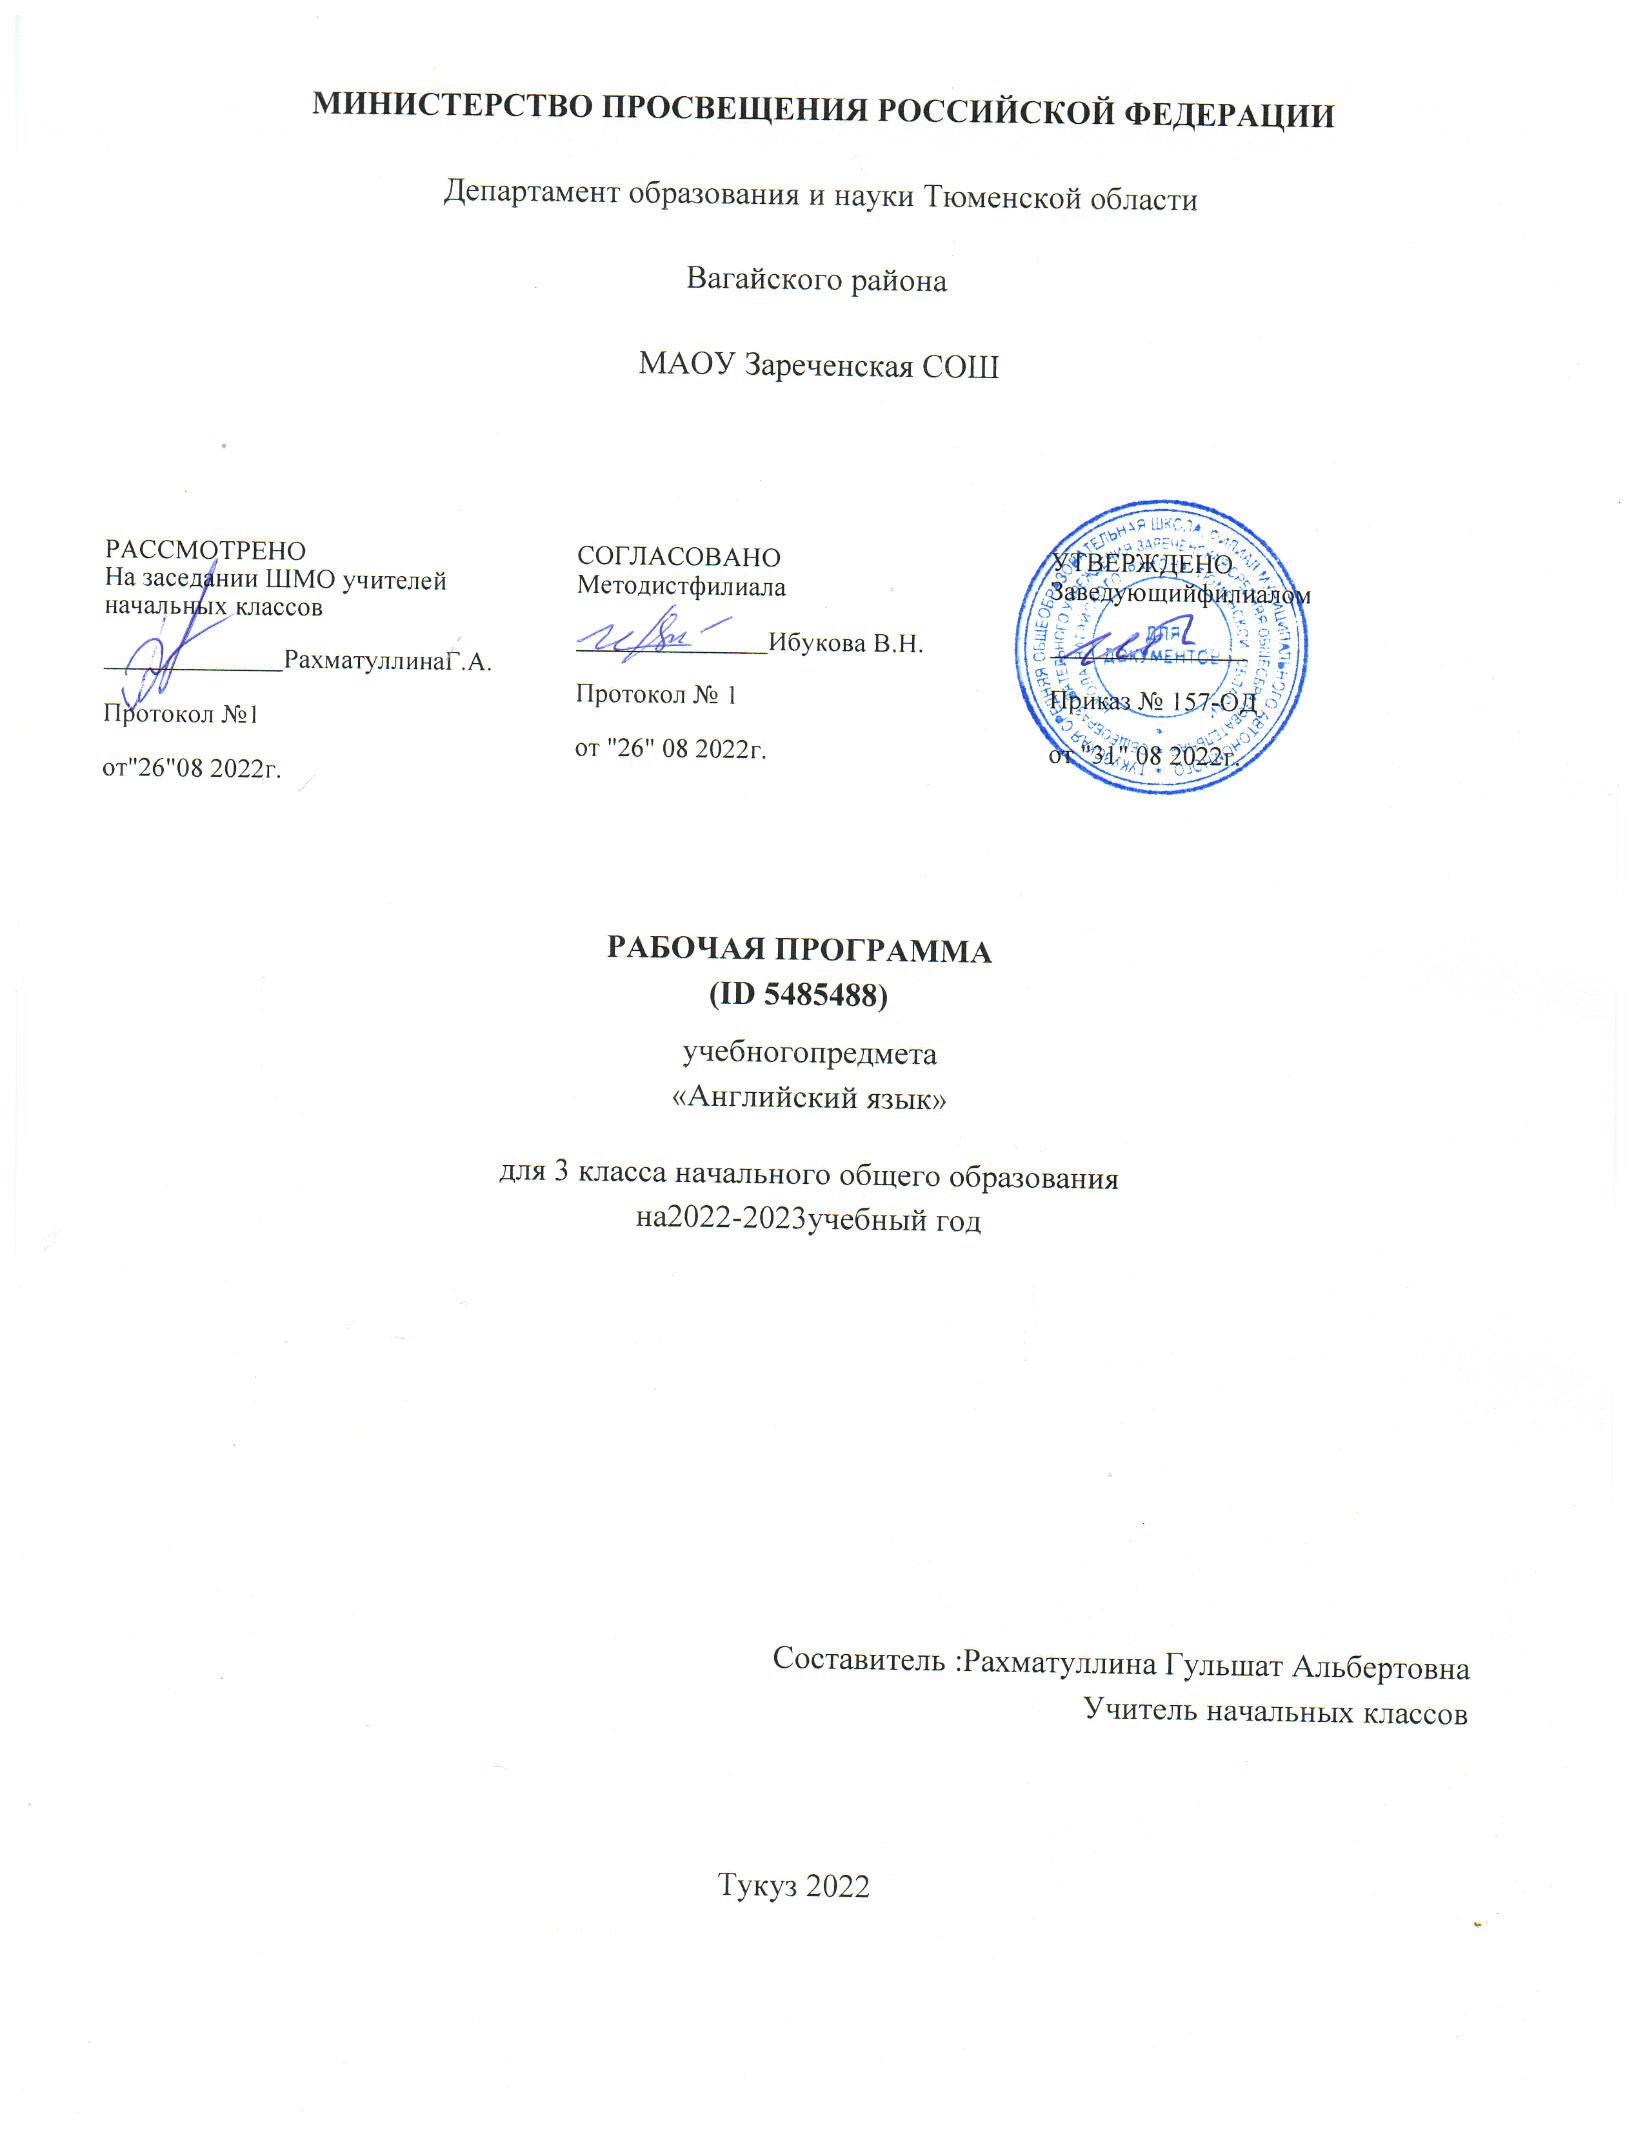 МИНИСТЕРСТВО ПРОСВЕЩЕНИЯ РОССИЙСКОЙ ФЕДЕРАЦИИ
Департамент образования и науки Тюменской области
Вагайского района
МАОУ Зареченская СОШ
РАССМОТРЕНО
На заседании ШМО учителей
начальных классов
РахматуллинаГ.А.
Протокол №1
от"26"08 2022г.
СОГЛАСОВАНО
Методистфилиала
Ибукова В.Н.
Протокол № 1
от "26" 08 2022г.
УТВЕРЖДЕНО
Заведующийфилиалом
ДЛЯ
ДОКУМЕНТОВ
Приказ № 157-ОД
от "31" 08 2022г.
РАБОЧАЯ ПРОГРАММА
(ID 5485488)
учебногопредмета
«Английский язык»
для 3 класса начального общего образования
на2022-2023учебный год
Составитель :Рахматуллина Гульшат Альбертовна
Учитель начальных классов
Тукуз 2022